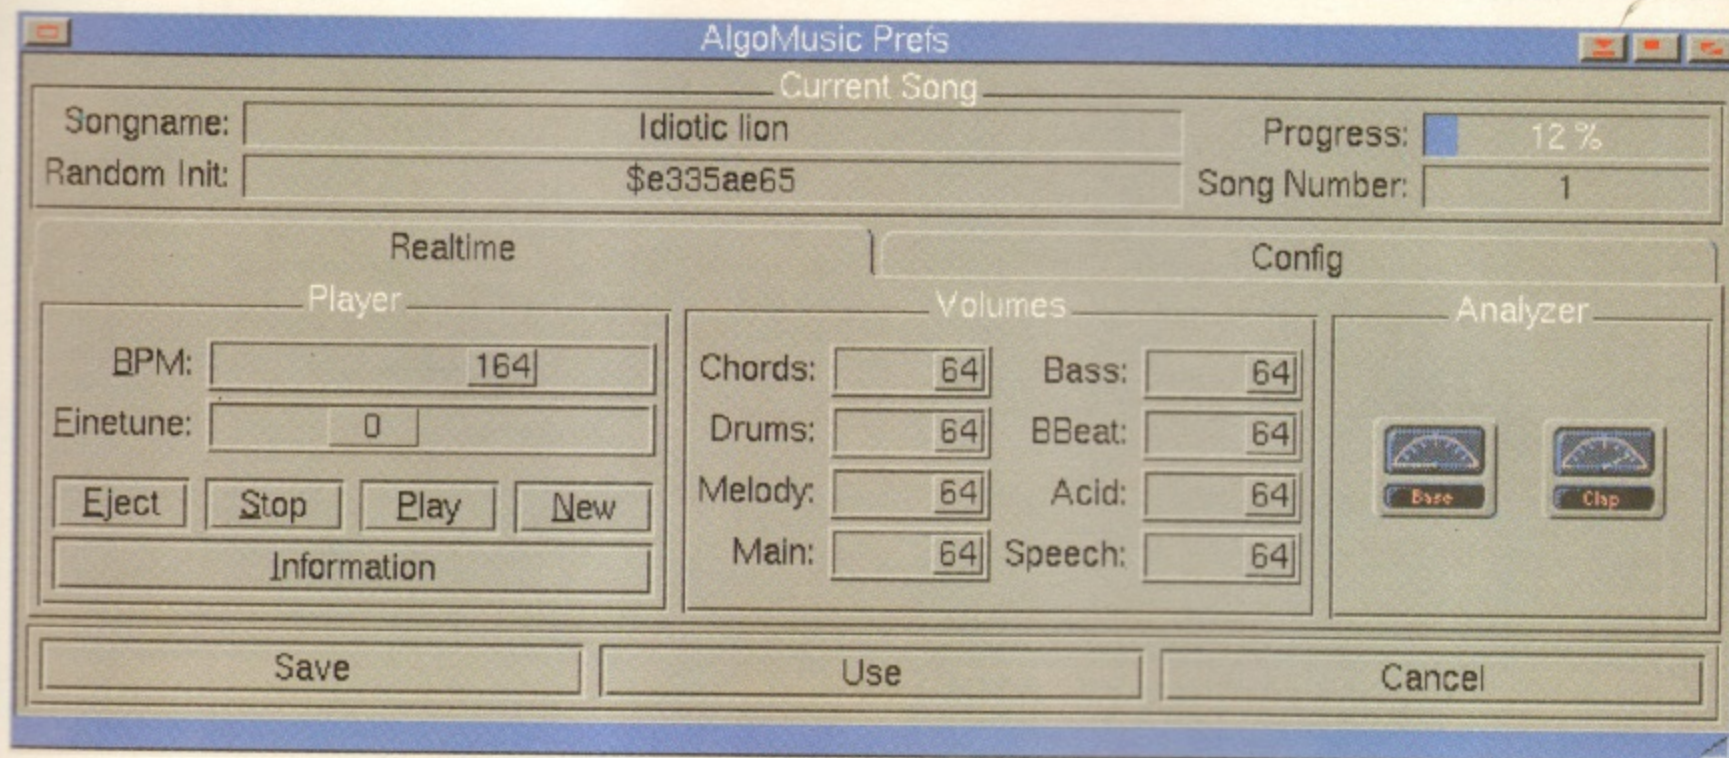 AlgoMusic Prefs
Current Song
Songname: Idiotic lion Progress: 12 %
Random Init: $e335ae65 Song Number: 1
Realtime Config
Player Volumes Analyzer
BPM: 164 Chords: 64 Bass: 64
Finetune: 0 Drums: 64 BBeat: 64
Eject Stop Play New Melody: 64 Acid: 64 Base Clap
Information Main: 64 Speech: 64
Save Use Cancel